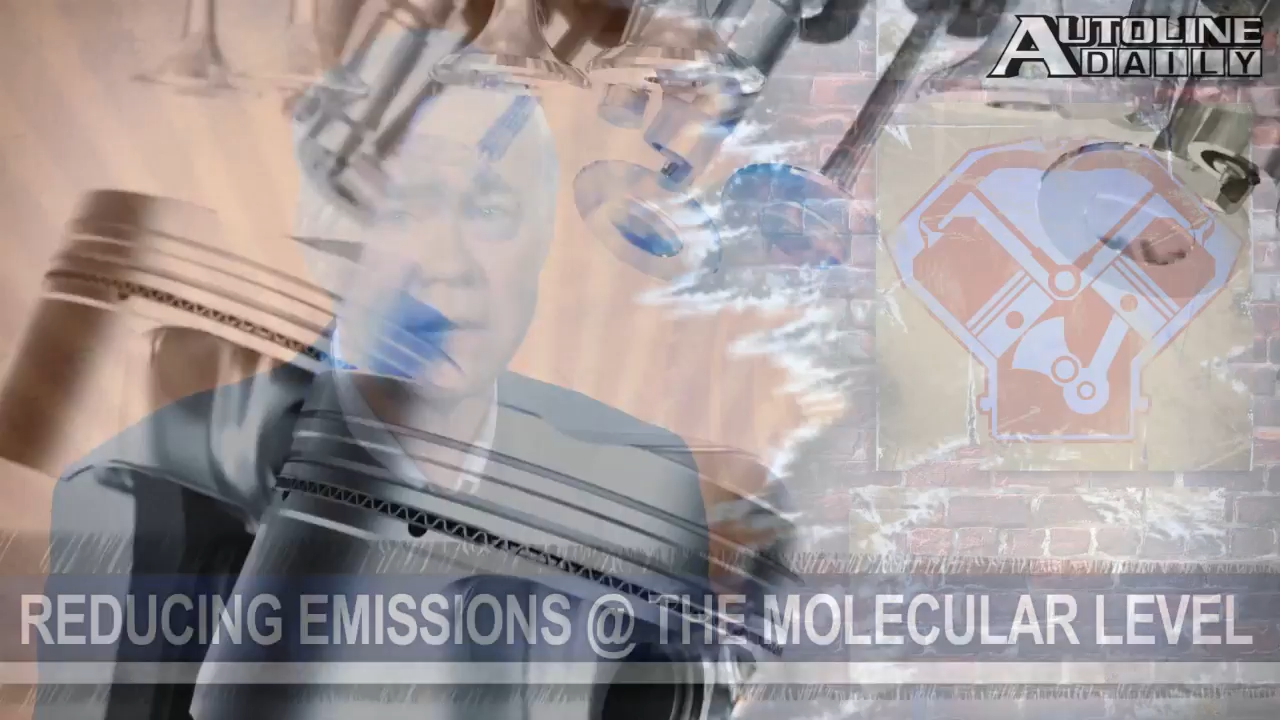 AUTOLINE
DAILY
REDUCING EMISSIONS @ THE MOLECULAR LEVEL